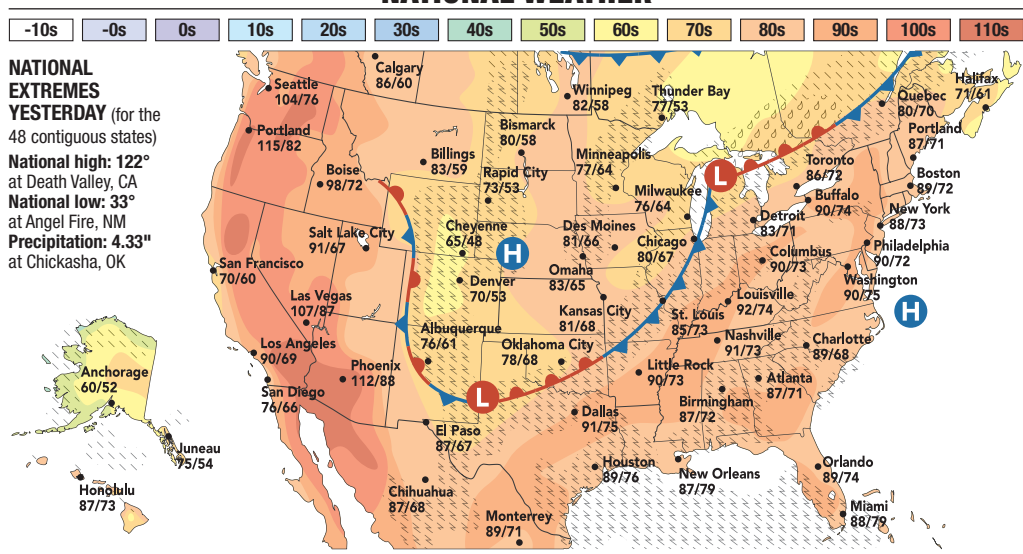 NATIONAL WEATHER
-10s -0s 0s 10s 20s 30s 40s 50s 60s 70s 80s 90s 100s 110s
NATIONAL
EXTREMES
YESTERDAY (for the
48 contiguous states)
National high: 122°
at Death Valley, CA
National low: 33°
at Angel Fire, NM
Precipitation: 4.33"
at Chickasha, OK
Seattle
104/76
Calgary
86/60
Winnipeg
82/58
Thunder Bay
77/53
Halifax
71/61
Quebec
80/70
Portland
115/82
Portland
87/71
Bismarck
80/58
Billings
83/59
Minneapolis
77/64
Toronto
86/72
Boise
98/72
Rapid City
73/53
Boston
89/72
Milwaukee
76/64
L
Buffalo
90/74
New York
88/73
Salt Lake City
91/67
Cheyenne
65/48
H
Des Moines
81/66
Chicago
80/67
Detroit
83/71
Philadelphia
90/72
Columbus
90/73
San Francisco
70/60
Omaha
83/65
Washington
90/75
Denver
70/53
Las Vegas
107/87
Louisville
92/74
Kansas City
81/68
St. Louis
85/73
H
Albuquerque
76/61
Nashville
91/73
Charlotte
89/68
Los Angeles
90/69
Oklahoma City
78/68
Phoenix
112/88
Little Rock
90/73
Atlanta
87/71
Anchorage
60/52
San Diego
76/66
L
Birmingham
87/72
Dallas
91/75
El Paso
87/67
Juneau
75/54
Houston
89/76
New Orleans
87/79
Orlando
89/74
Honolulu
87/73
Chihuahua
87/68
Miami
88/79
Monterrey
89/71